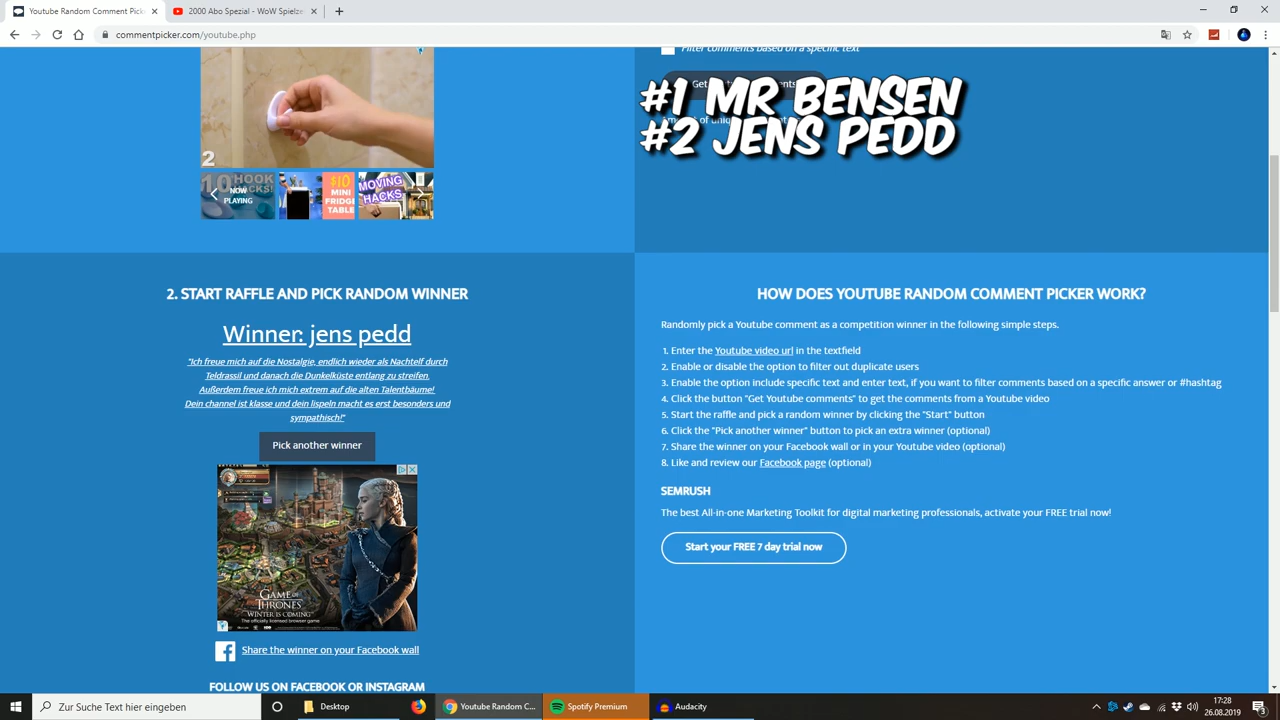 Youtube Random Comment Pick
2000 Abo Spezial - WoW Spielze
commentpicker.com/youtube.php
2
10
HOOK
HACKS!
NOW
PLAYING
$10
MINI
FRIDGE
TABLE
MOVING
HACKS
Filter comments based on a specific text
#1 MR BENSEN
#2 JENS PEDD
2. START RAFFLE AND PICK RANDOM WINNER
Winner: jens pedd
"Ich freue mich auf die Nostalgie, endlich wieder als Nachtelf durch
Teldrassil und danach die Dunkelküste entlang zu streifen.
Außerdem freue ich mich extrem auf die alten Talentbäume!
Dein channel ist klasse und dein lispeln macht es erst besonders und
sympathisch!"
Pick another winner
GAME OF
THRONES
WINTER IS COMING
The officially licensed browser game
Share the winner on your Facebook wall
FOLLOW US ON FACEBOOK OR INSTAGRAM
HOW DOES YOUTUBE RANDOM COMMENT PICKER WORK?
Randomly pick a Youtube comment as a competition winner in the following simple steps.
1. Enter the Youtube video url in the textfield
2. Enable or disable the option to filter out duplicate users
3. Enable the option include specific text and enter text, if you want to filter comments based on a specific answer or #hashtag
4. Click the button "Get Youtube comments" to get the comments from a Youtube video
5. Start the raffle and pick a random winner by clicking the "Start" button
6. Click the "Pick another winner" button to pick an extra winner (optional)
7. Share the winner on your Facebook wall or in your Youtube video (optional)
8. Like and review our Facebook page (optional)
SEMRUSH
The best All-in-one Marketing Toolkit for digital marketing professionals, activate your FREE trial now!
Start your FREE 7 day trial now
Zur Suche Text hier eingeben
Desktop
Youtube Random C...
Spotify Premium
Audacity
17:28
26.08.2019